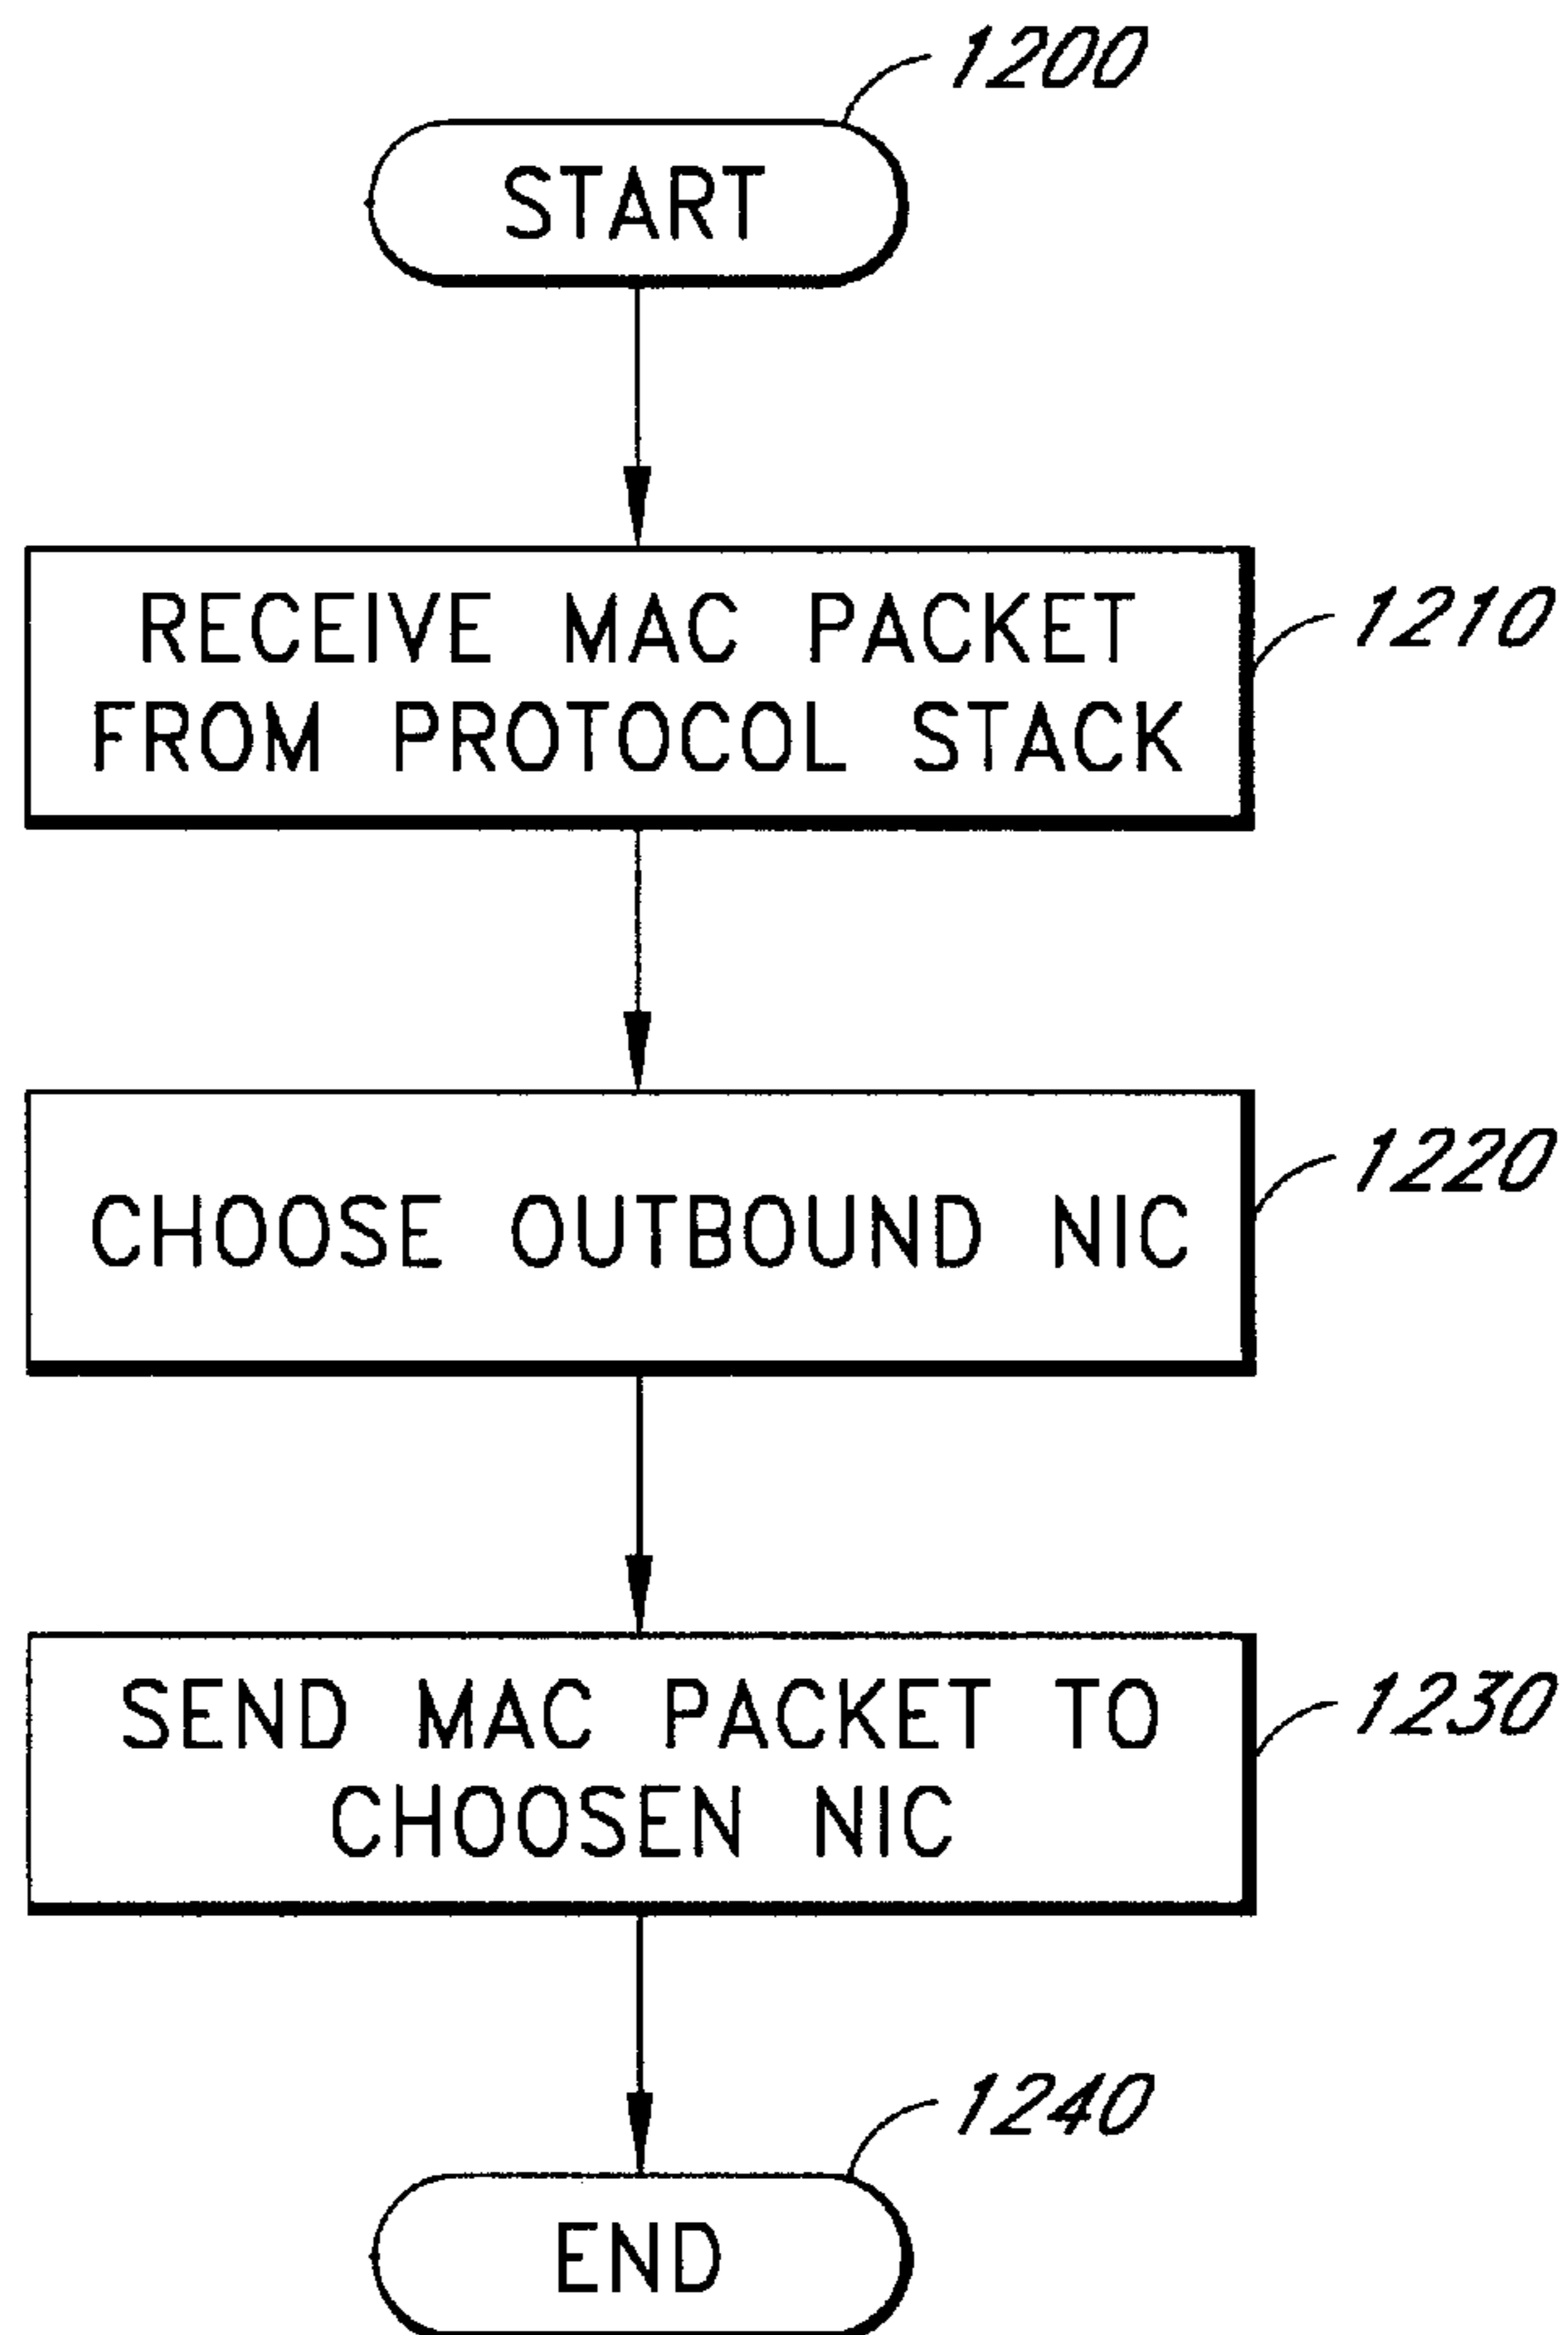 1200
START
RECEIVE MAC PACKET
FROM PROTOCOL STACK
1210
CHOOSE OUTBOUND NIC
1220
SEND MAC PACKET TO
CHOOSEN NIC
1230
1240
END